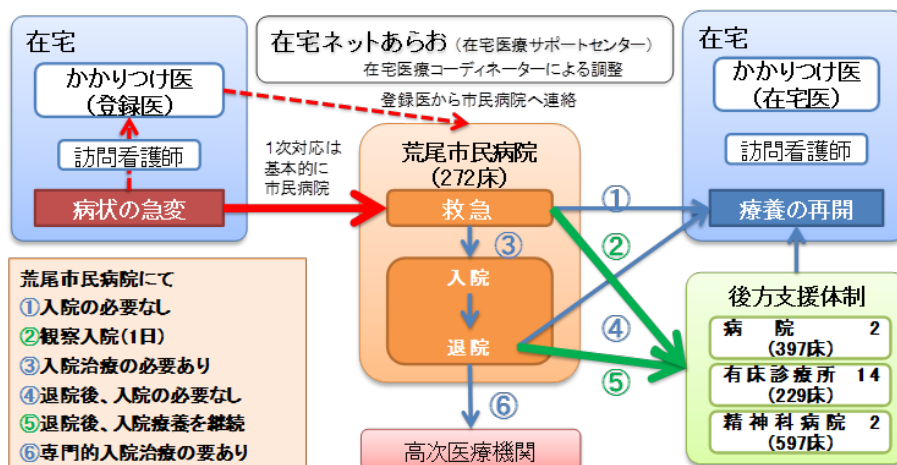 在宅
かかりつけ医
(登録医)
訪問看護師
病状の急変
在宅ネットあらお（在宅医療サポートセンター）
在宅医療コーディネーターによる調整
登録医から市民病院へ連絡
1次対応は
基本的に
市民病院
荒尾市民病院
(272床)
救急
入院
退院
①
②
③
④
⑤
⑥
高次医療機関
在宅
かかりつけ医
(在宅医)
訪問看護師
療養の再開
後方支援体制
病院 2
(397床)
有床診療所 14
(229床)
精神科病院 2
(597床)
荒尾市民病院にて
①入院の必要なし
②観察入院(1日)
③入院治療の必要あり
④退院後、入院の必要なし
⑤退院後、入院療養を継続
⑥専門的入院治療の要あり